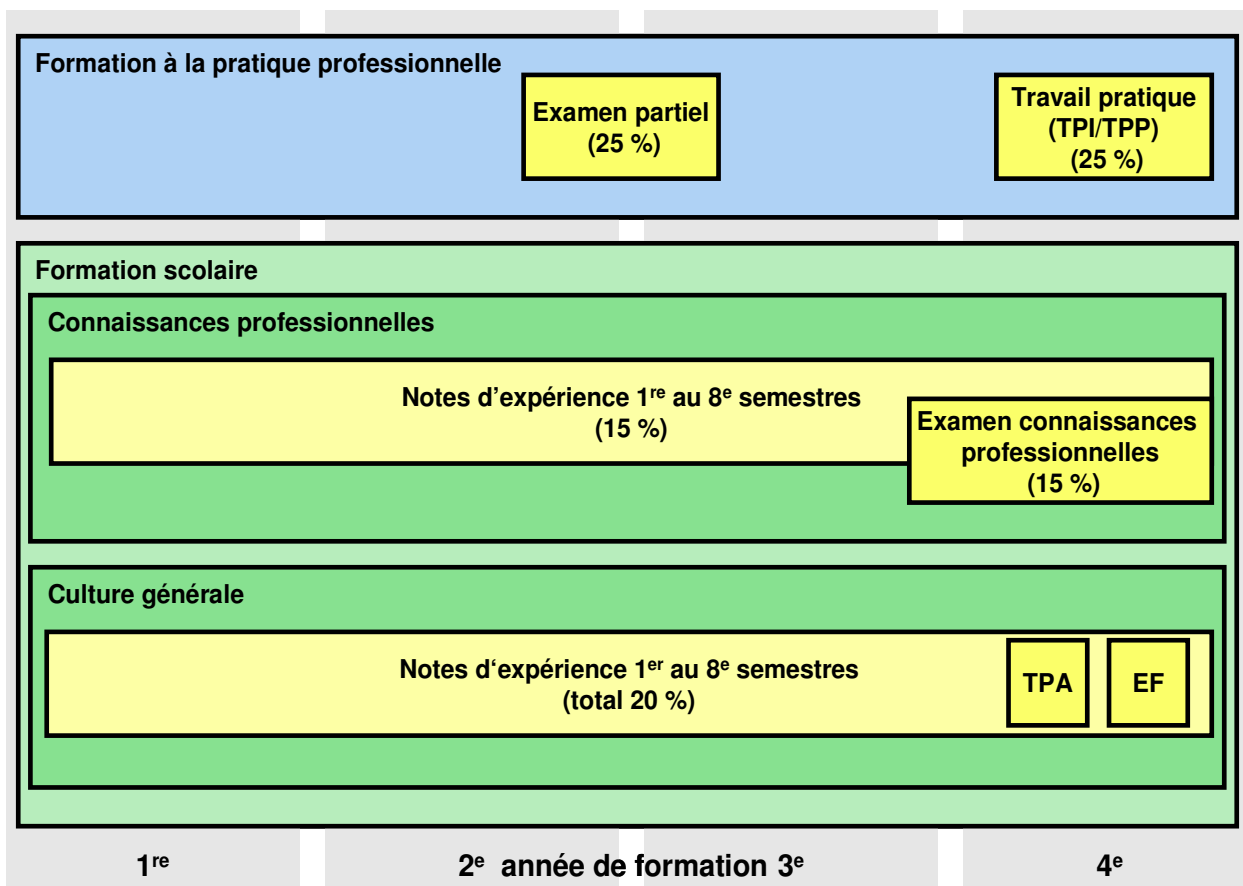 Formation à la pratique professionnelle
Examen partiel
(25 %)
Travail pratique
(TPI/TPP)
(25 %)
Formation scolaire
Connaissances professionnelles
Notes d’expérience 1re au 8e semestres
(15 %)
Examen connaissances
professionnelles
(15 %)
Culture générale
Notes d‘expérience 1er au 8e semestres
(total 20 %)
TPA
EF
1re 2e année de formation 3e 4e